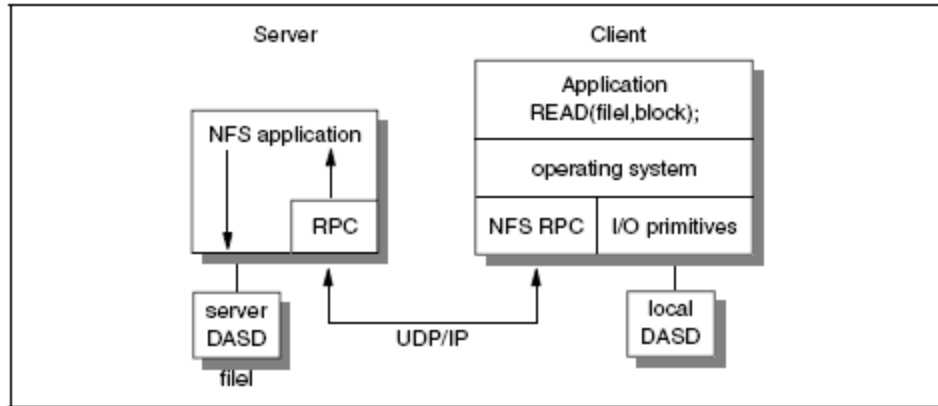 Server
Client
NFS application
RPC
server
DASD
filel
Application
READ(filel,block);
operating system
NFS RPC
I/O primitives
UDP/IP
local
DASD